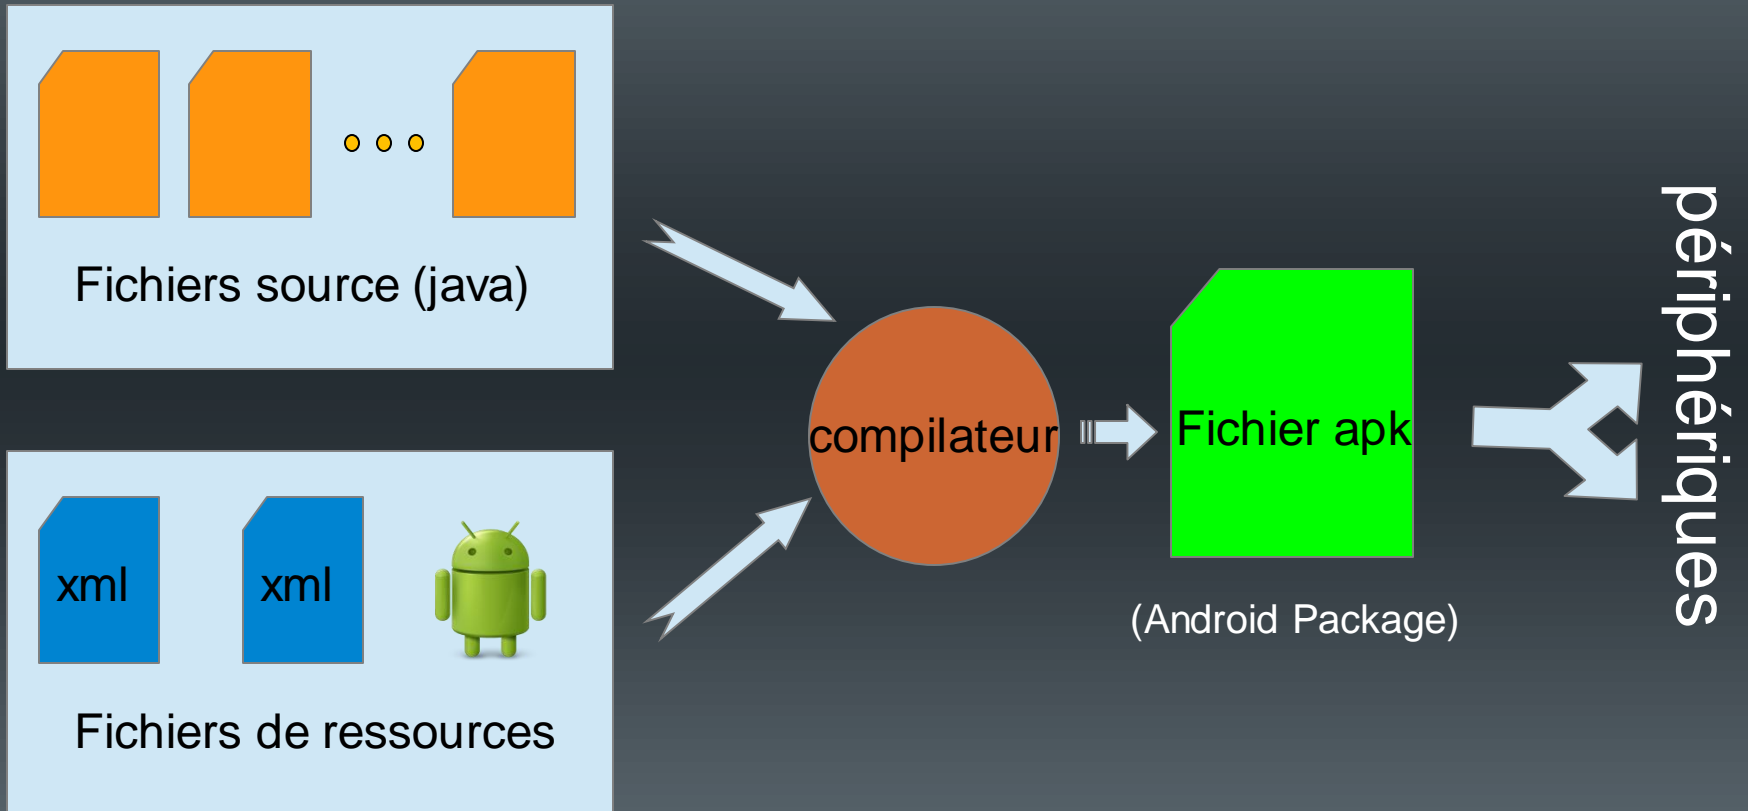 Fichiers source (java)
xml
xml
Fichiers de ressources
compilateur
Fichier apk
(Android Package)
périphériques